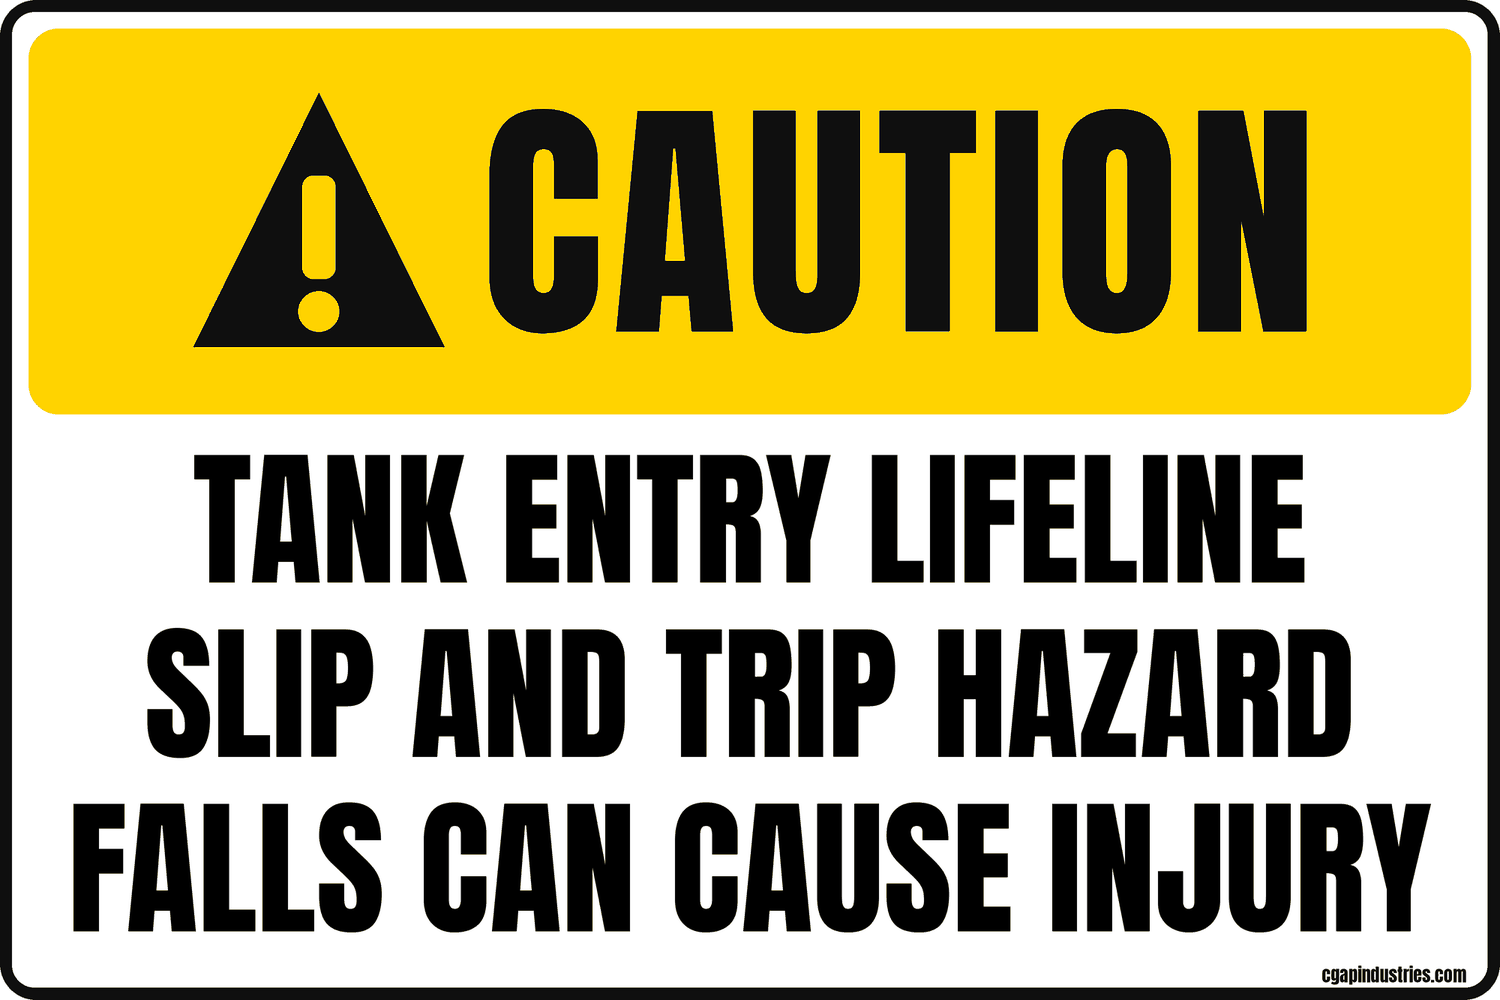 CAUTION
TANK ENTRY LIFELINE
SLIP AND TRIP HAZARD
FALLS CAN CAUSE INJURY
cgapindustries.com